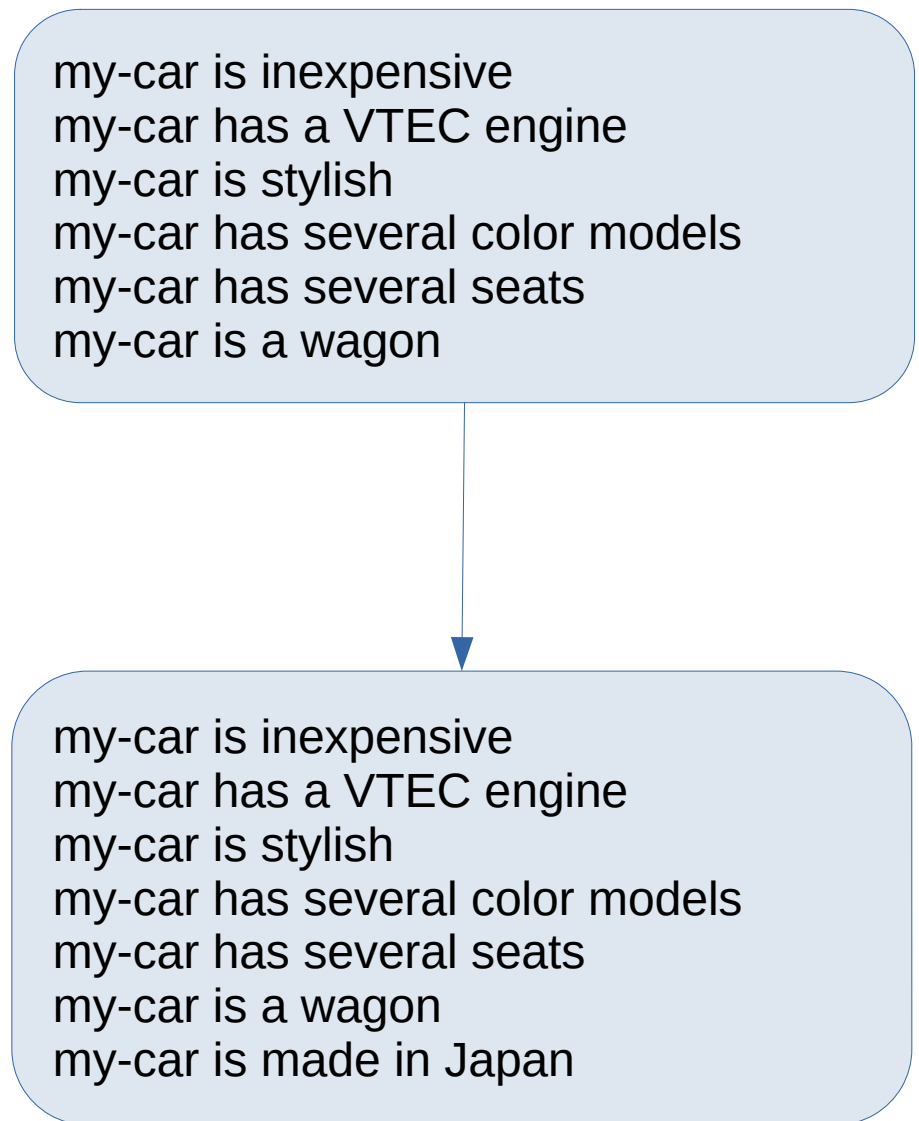 my-car is inexpensive
my-car has a VTEC engine
my-car is stylish
my-car has several color models
my-car has several seats
my-car is a wagon
my-car is inexpensive
my-car has a VTEC engine
my-car is stylish
my-car has several color models
my-car has several seats
my-car is a wagon
my-car is made in Japan